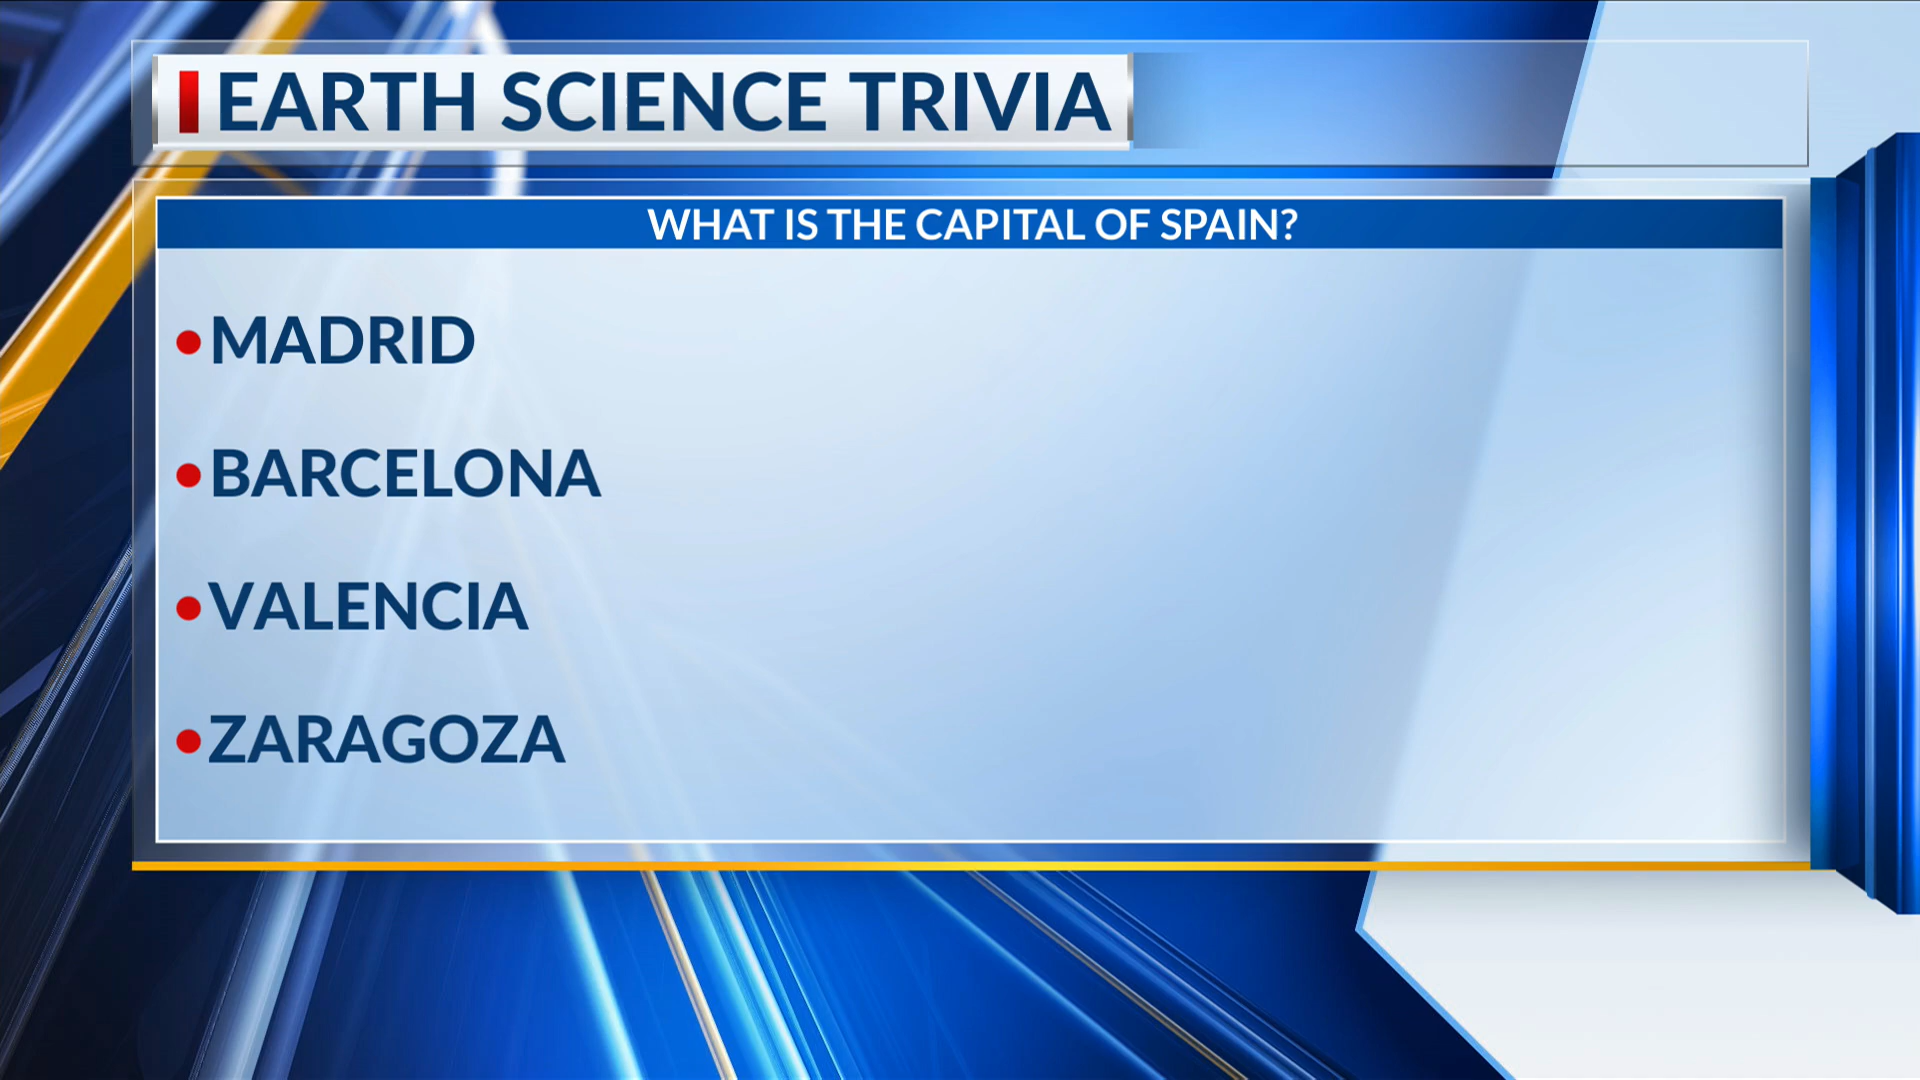 EARTH SCIENCE TRIVIA
WHAT IS THE CAPITAL OF SPAIN?
•MADRID
•BARCELONA
•VALENCIA
•ZARAGOZA